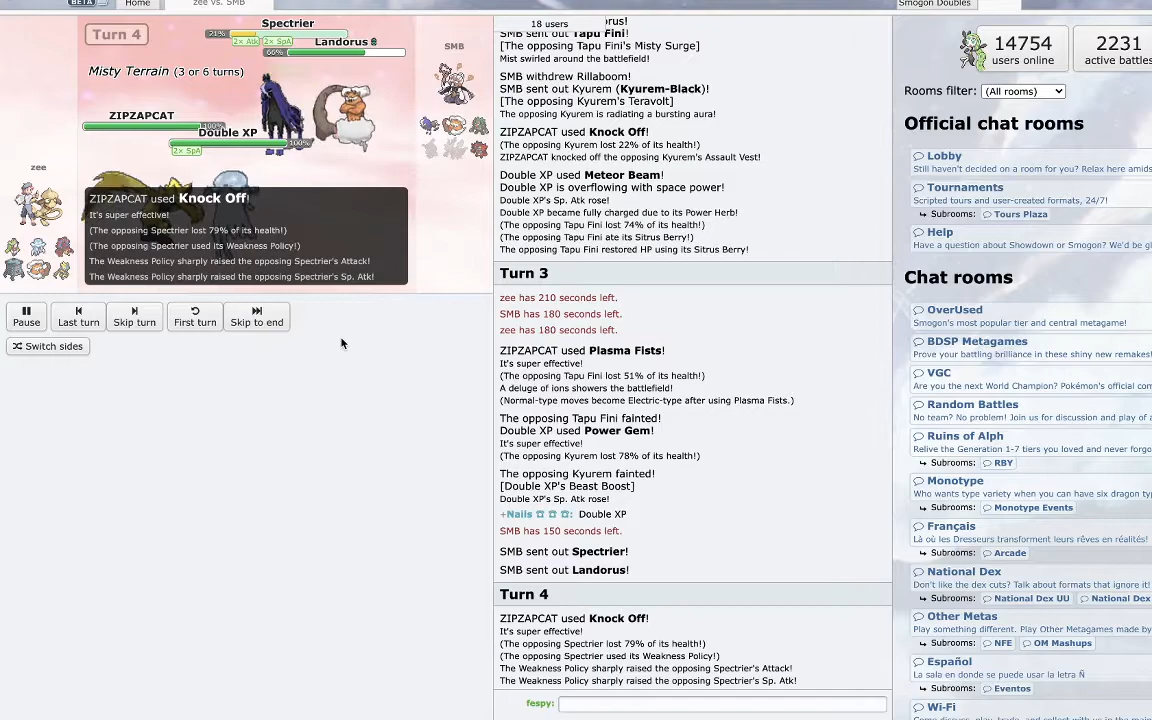 BETA
Home
zee vs. SMB
Turn 4
Misty Terrain (3 or 6 turns)
Spectrier
21%
2× Atk 2× SpA
Landorus
66%
ZIPZAPCAT
100%
Double XP
100%
2× SpA
zee
SMB
ZIPZAPCAT used Knock Off!
It's super effective!
(The opposing Spectrier lost 79% of its health!)
(The opposing Spectrier used its Weakness Policy!)
The Weakness Policy sharply raised the opposing Spectrier's Attack!
The Weakness Policy sharply raised the opposing Spectrier's Sp. Atk!
Pause
Last turn
Skip turn
First turn
Skip to end
Switch sides
18 users
SMB sent out Tapu Fini!
[The opposing Tapu Fini's Misty Surge]
Mist swirled around the battlefield!
SMB withdrew Rillaboom!
SMB sent out Kyurem (Kyurem-Black)!
[The opposing Kyurem's Teravolt]
The opposing Kyurem is radiating a bursting aura!
ZIPZAPCAT used Knock Off!
(The opposing Kyurem lost 22% of its health!)
ZIPZAPCAT knocked off the opposing Kyurem's Assault Vest!
Double XP used Meteor Beam!
Double XP is overflowing with space power!
Double XP's Sp. Atk rose!
Double XP became fully charged due to its Power Herb!
(The opposing Tapu Fini lost 74% of its health!)
(The opposing Tapu Fini ate its Sitrus Berry!)
The opposing Tapu Fini restored HP using its Sitrus Berry!
Turn 3
zee has 210 seconds left.
SMB has 180 seconds left.
zee has 180 seconds left.
ZIPZAPCAT used Plasma Fists!
It's super effective!
(The opposing Tapu Fini lost 51% of its health!)
A deluge of ions showers the battlefield!
(Normal-type moves become Electric-type after using Plasma Fists.)
The opposing Tapu Fini fainted!
Double XP used Power Gem!
It's super effective!
(The opposing Kyurem lost 78% of its health!)
The opposing Kyurem fainted!
[Double XP's Beast Boost]
Double XP's Sp. Atk rose!
+Nails ☎ ☎ ☎: Double XP
SMB has 150 seconds left.
SMB sent out Spectrier!
SMB sent out Landorus!
Turn 4
ZIPZAPCAT used Knock Off!
It's super effective!
(The opposing Spectrier lost 79% of its health!)
(The opposing Spectrier used its Weakness Policy!)
The Weakness Policy sharply raised the opposing Spectrier's Attack!
The Weakness Policy sharply raised the opposing Spectrier's Sp. Atk!
fespy:
Smogon Doubles
14754
users online
2231
active battles
Rooms filter: (All rooms)
Official chat rooms
Lobby
Still haven't decided on a room for you? Relax here amids
Tournaments
Scripted tours and user-created formats, 24/7!
↳ Subrooms: Tours Plaza
Help
Have a question about Showdown or Smogon? We'd be gl
Chat rooms
OverUsed
Smogon's most popular tier and central metagame!
BDSP Metagames
Prove your battling brilliance in these shiny new remakes!
VGC
Are you the next World Champion? Pokémon's official com
Random Battles
No team? No problem! Join us for discussion and play of a
Ruins of Alph
Relive the Generation 1-7 tiers you loved and never forgo
↳ Subrooms: RBY
Monotype
Who wants type variety when you can have six dragon typ
↳ Subrooms: Monotype Events
Français
Là où les Dresseurs transforment leurs rêves en réalités!
↳ Subrooms: Arcade
National Dex
Don't like the dex cuts? Talk about formats that ignore it!
↳ Subrooms: National Dex UU National Dex
Other Metas
Play something different. Play Other Metagames made by
↳ Subrooms: NFE OM Mashups
Español
La sala en donde se puede usar la letra Ñ
↳ Subrooms: Eventos
Wi-Fi